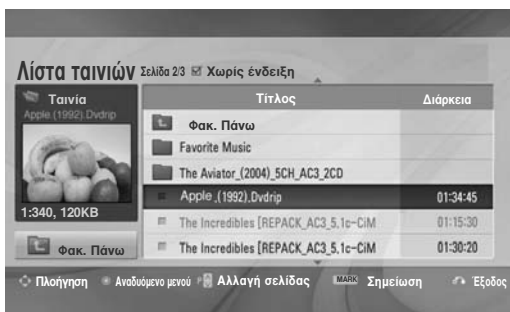 Λίστα ταινιών Σελίδα 2/3 Χωρίς ένδειξη
Ταινία
Apple.(1992).Dvdrip
1:340, 120KB
Φακ. Πάνω
Τίτλος Διάρκεια
Φακ. Πάνω
Favorite Music
The Aviator_(2004)_5CH_AC3_2CD
Apple .(1992).Dvdrip 01:34:45
The Incredibles [REPACK_AC3_5,1c-CiM 01:15:30
The Incredibles [REPACK_AC3_5,1c-CiM 01:30:20
Πλοήγηση Αναδυόμενο μενού P Αλλαγή σελίδας MARK Σημείωση Έξοδος